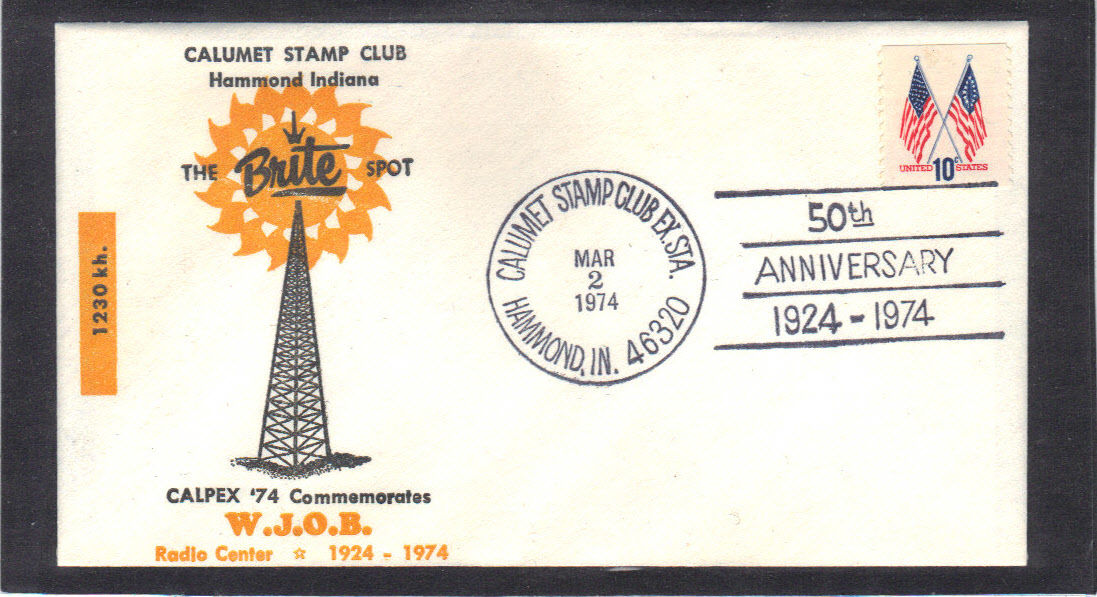 CALUMET STAMP CLUB
Hammond Indiana
THE Brite SPOT
1230 kh.
CALPEX '74 Commemorates
W.J.O.B.
Radio Center ☆ 1924 - 1974
CALUMET STAMP CLUB EX. STA.
MAR
2
1974
HAMMOND, IN. 46320
UNITED 10c STATES
50th
ANNIVERSARY
1924 - 1974